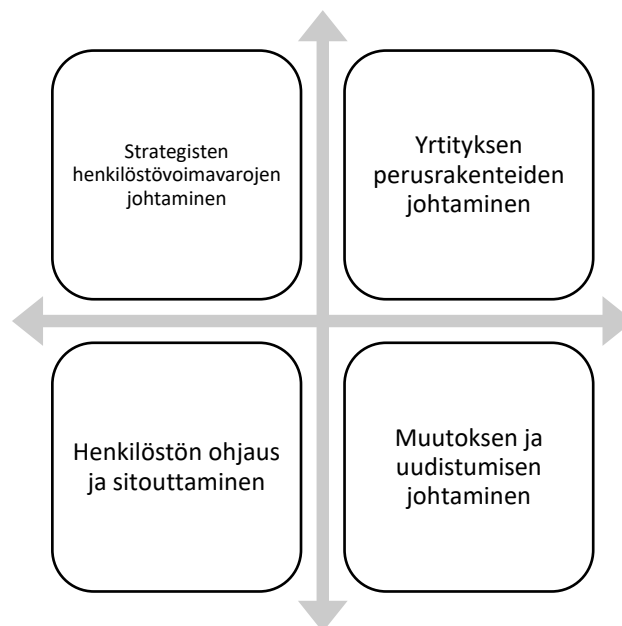 Strategisten
henkilöstövoimavarojen
johtaminen
Yrtityksen
perusrakenteiden
johtaminen
Henkilöstön ohjaus
ja sitouttaminen
Muutoksen ja
uudistumisen
johtaminen